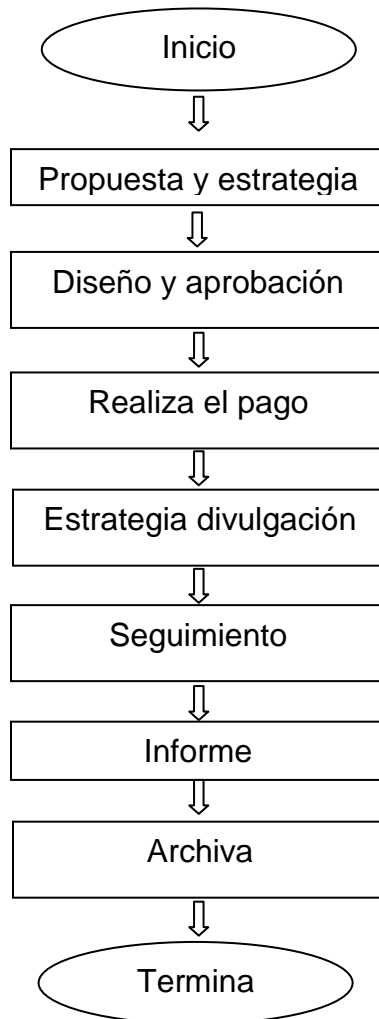 Inicio
Propuesta y estrategia
Diseño y aprobación
Realiza el pago
Estrategia divulgación
Seguimiento
Informe
Archiva
Termina